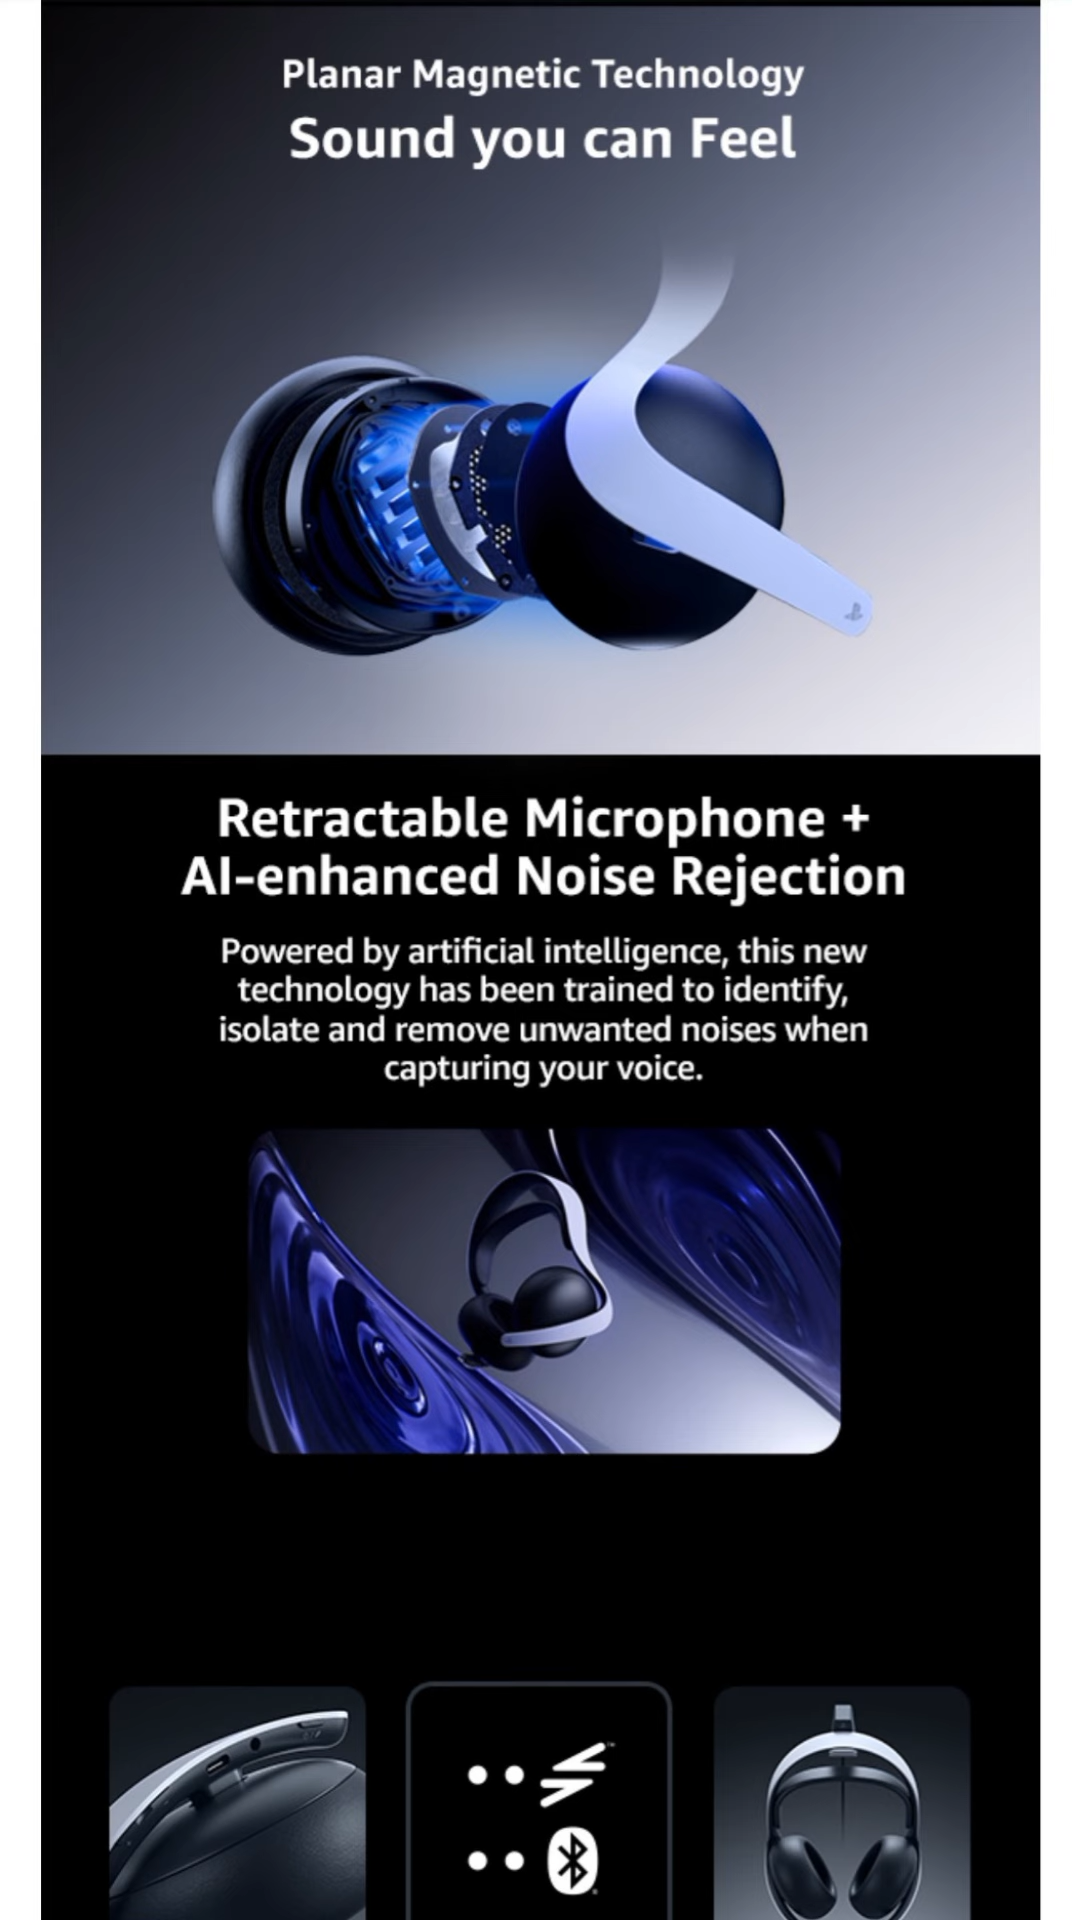 Planar Magnetic Technology
Sound you can Feel
Retractable Microphone +
AI-enhanced Noise Rejection
Powered by artificial intelligence, this new
technology has been trained to identify,
isolate and remove unwanted noises when
capturing your voice.